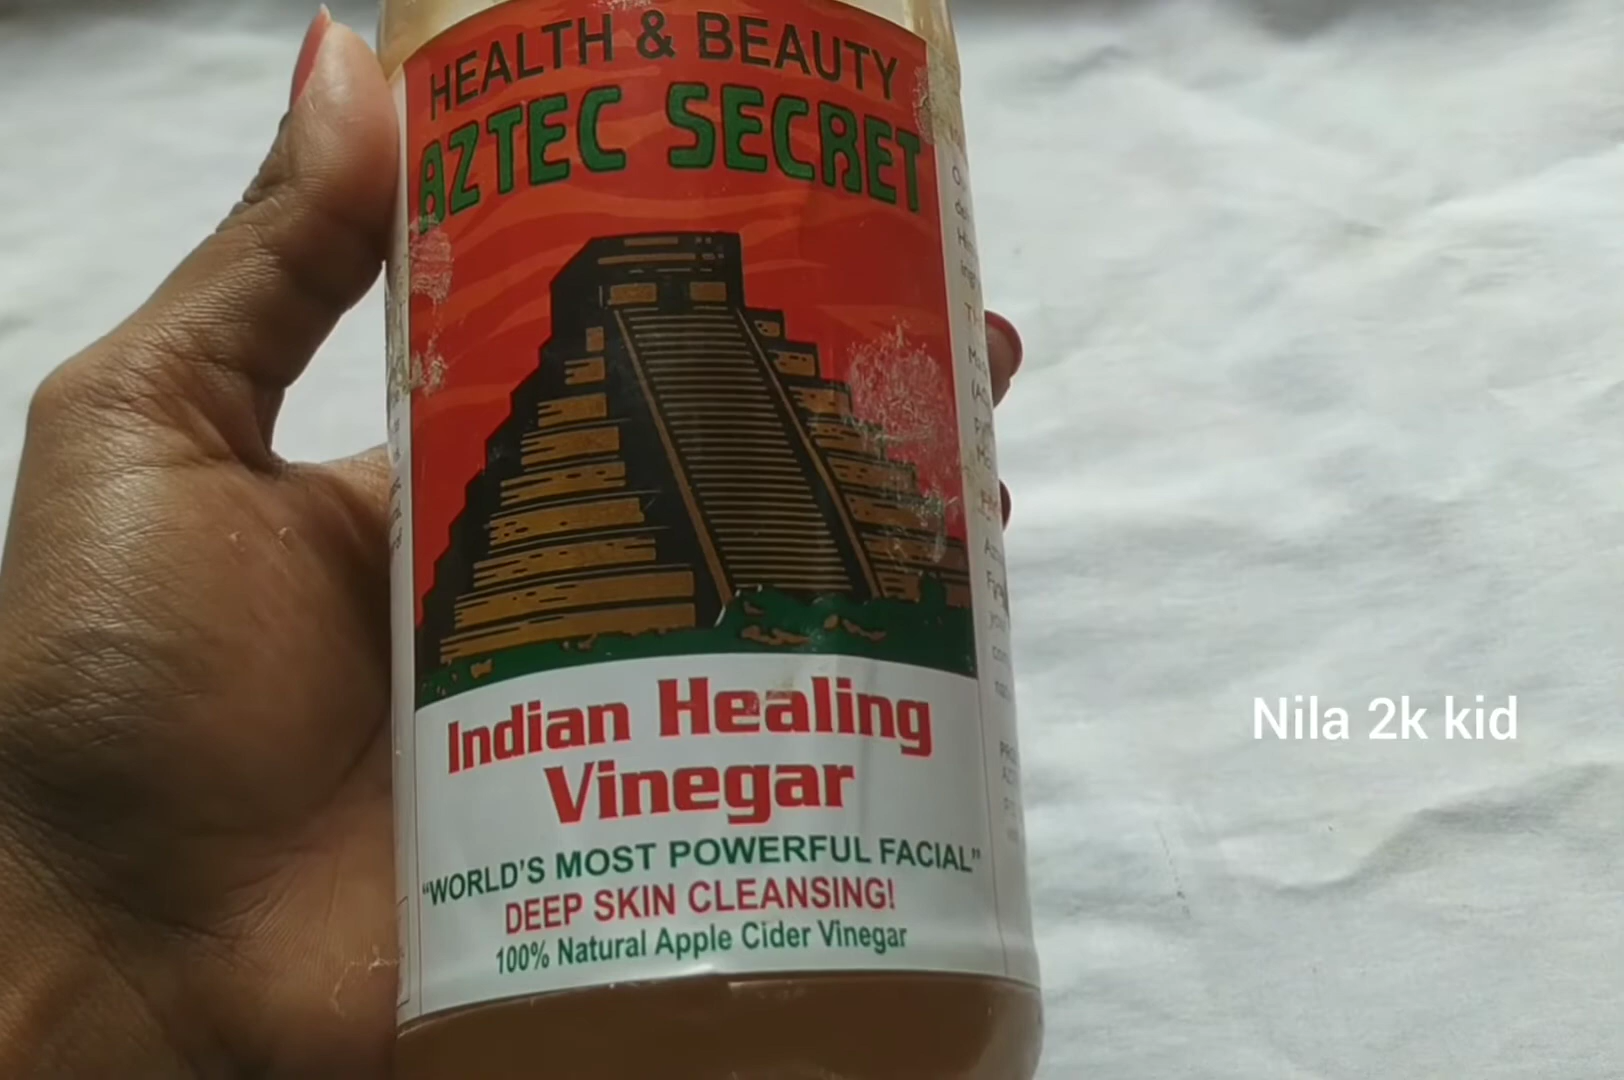 HEALTH & BEAUTY
AZTEC SECRET
Indian Healing
Vinegar
"WORLD'S MOST POWERFUL FACIAL"
DEEP SKIN CLEANSING!
100% Natural Apple Cider Vinegar
Nila 2k kid